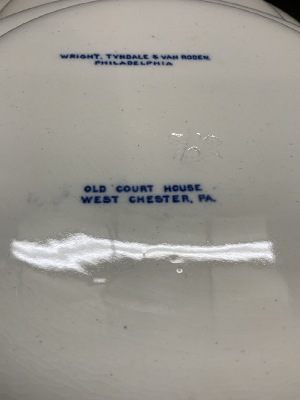 WRIGHT, TYNDALE & VAN RODEN,
PHILADELPHIA
OLD COURT HOUSE
WEST CHESTER, PA.